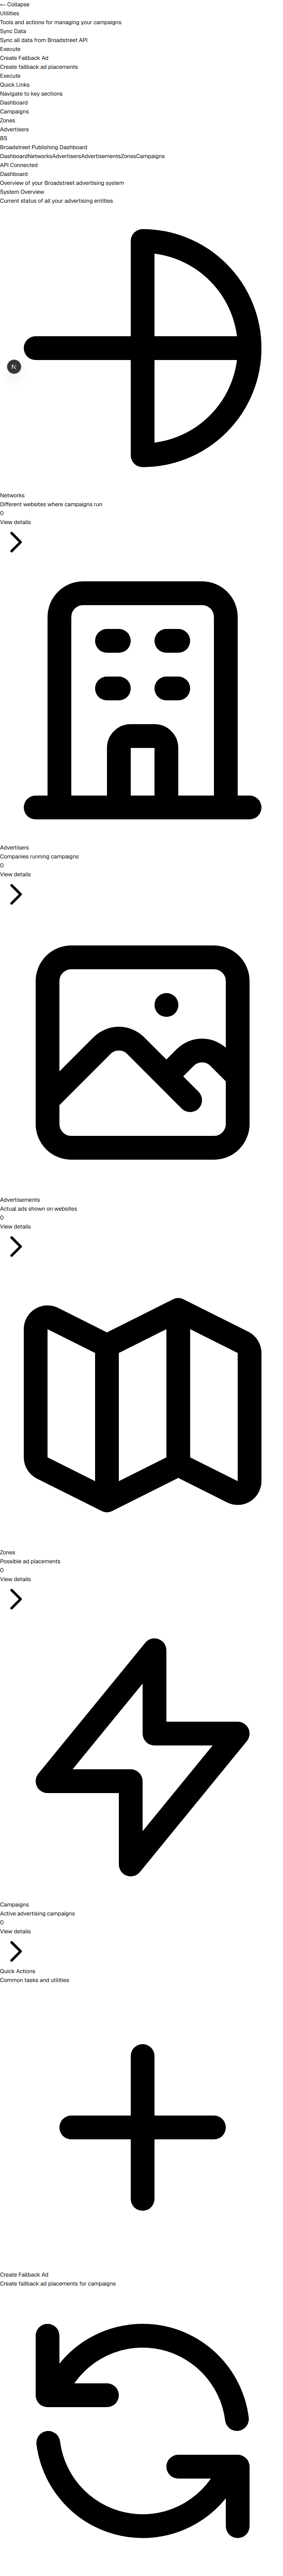 ← Collapse
Utilities
Tools and actions for managing your campaigns
Sync Data
Sync all data from Broadstreet API
Execute
Create Fallback Ad
Create fallback ad placements
Execute
Quick Links
Navigate to key sections
Dashboard
Campaigns
Zones
Advertisers
BS
Broadstreet Publishing Dashboard
DashboardNetworksAdvertisersAdvertisementsZonesCampaigns
API Connected
Dashboard
Overview of your Broadstreet advertising system
System Overview
Current status of all your advertising entities
N
Networks
Different websites where campaigns run
0
View details
Advertisers
Companies running campaigns
0
View details
Advertisements
Actual ads shown on websites
0
View details
Zones
Possible ad placements
0
View details
Campaigns
Active advertising campaigns
0
View details
Quick Actions
Common tasks and utilities
Create Fallback Ad
Create fallback ad placements for campaigns